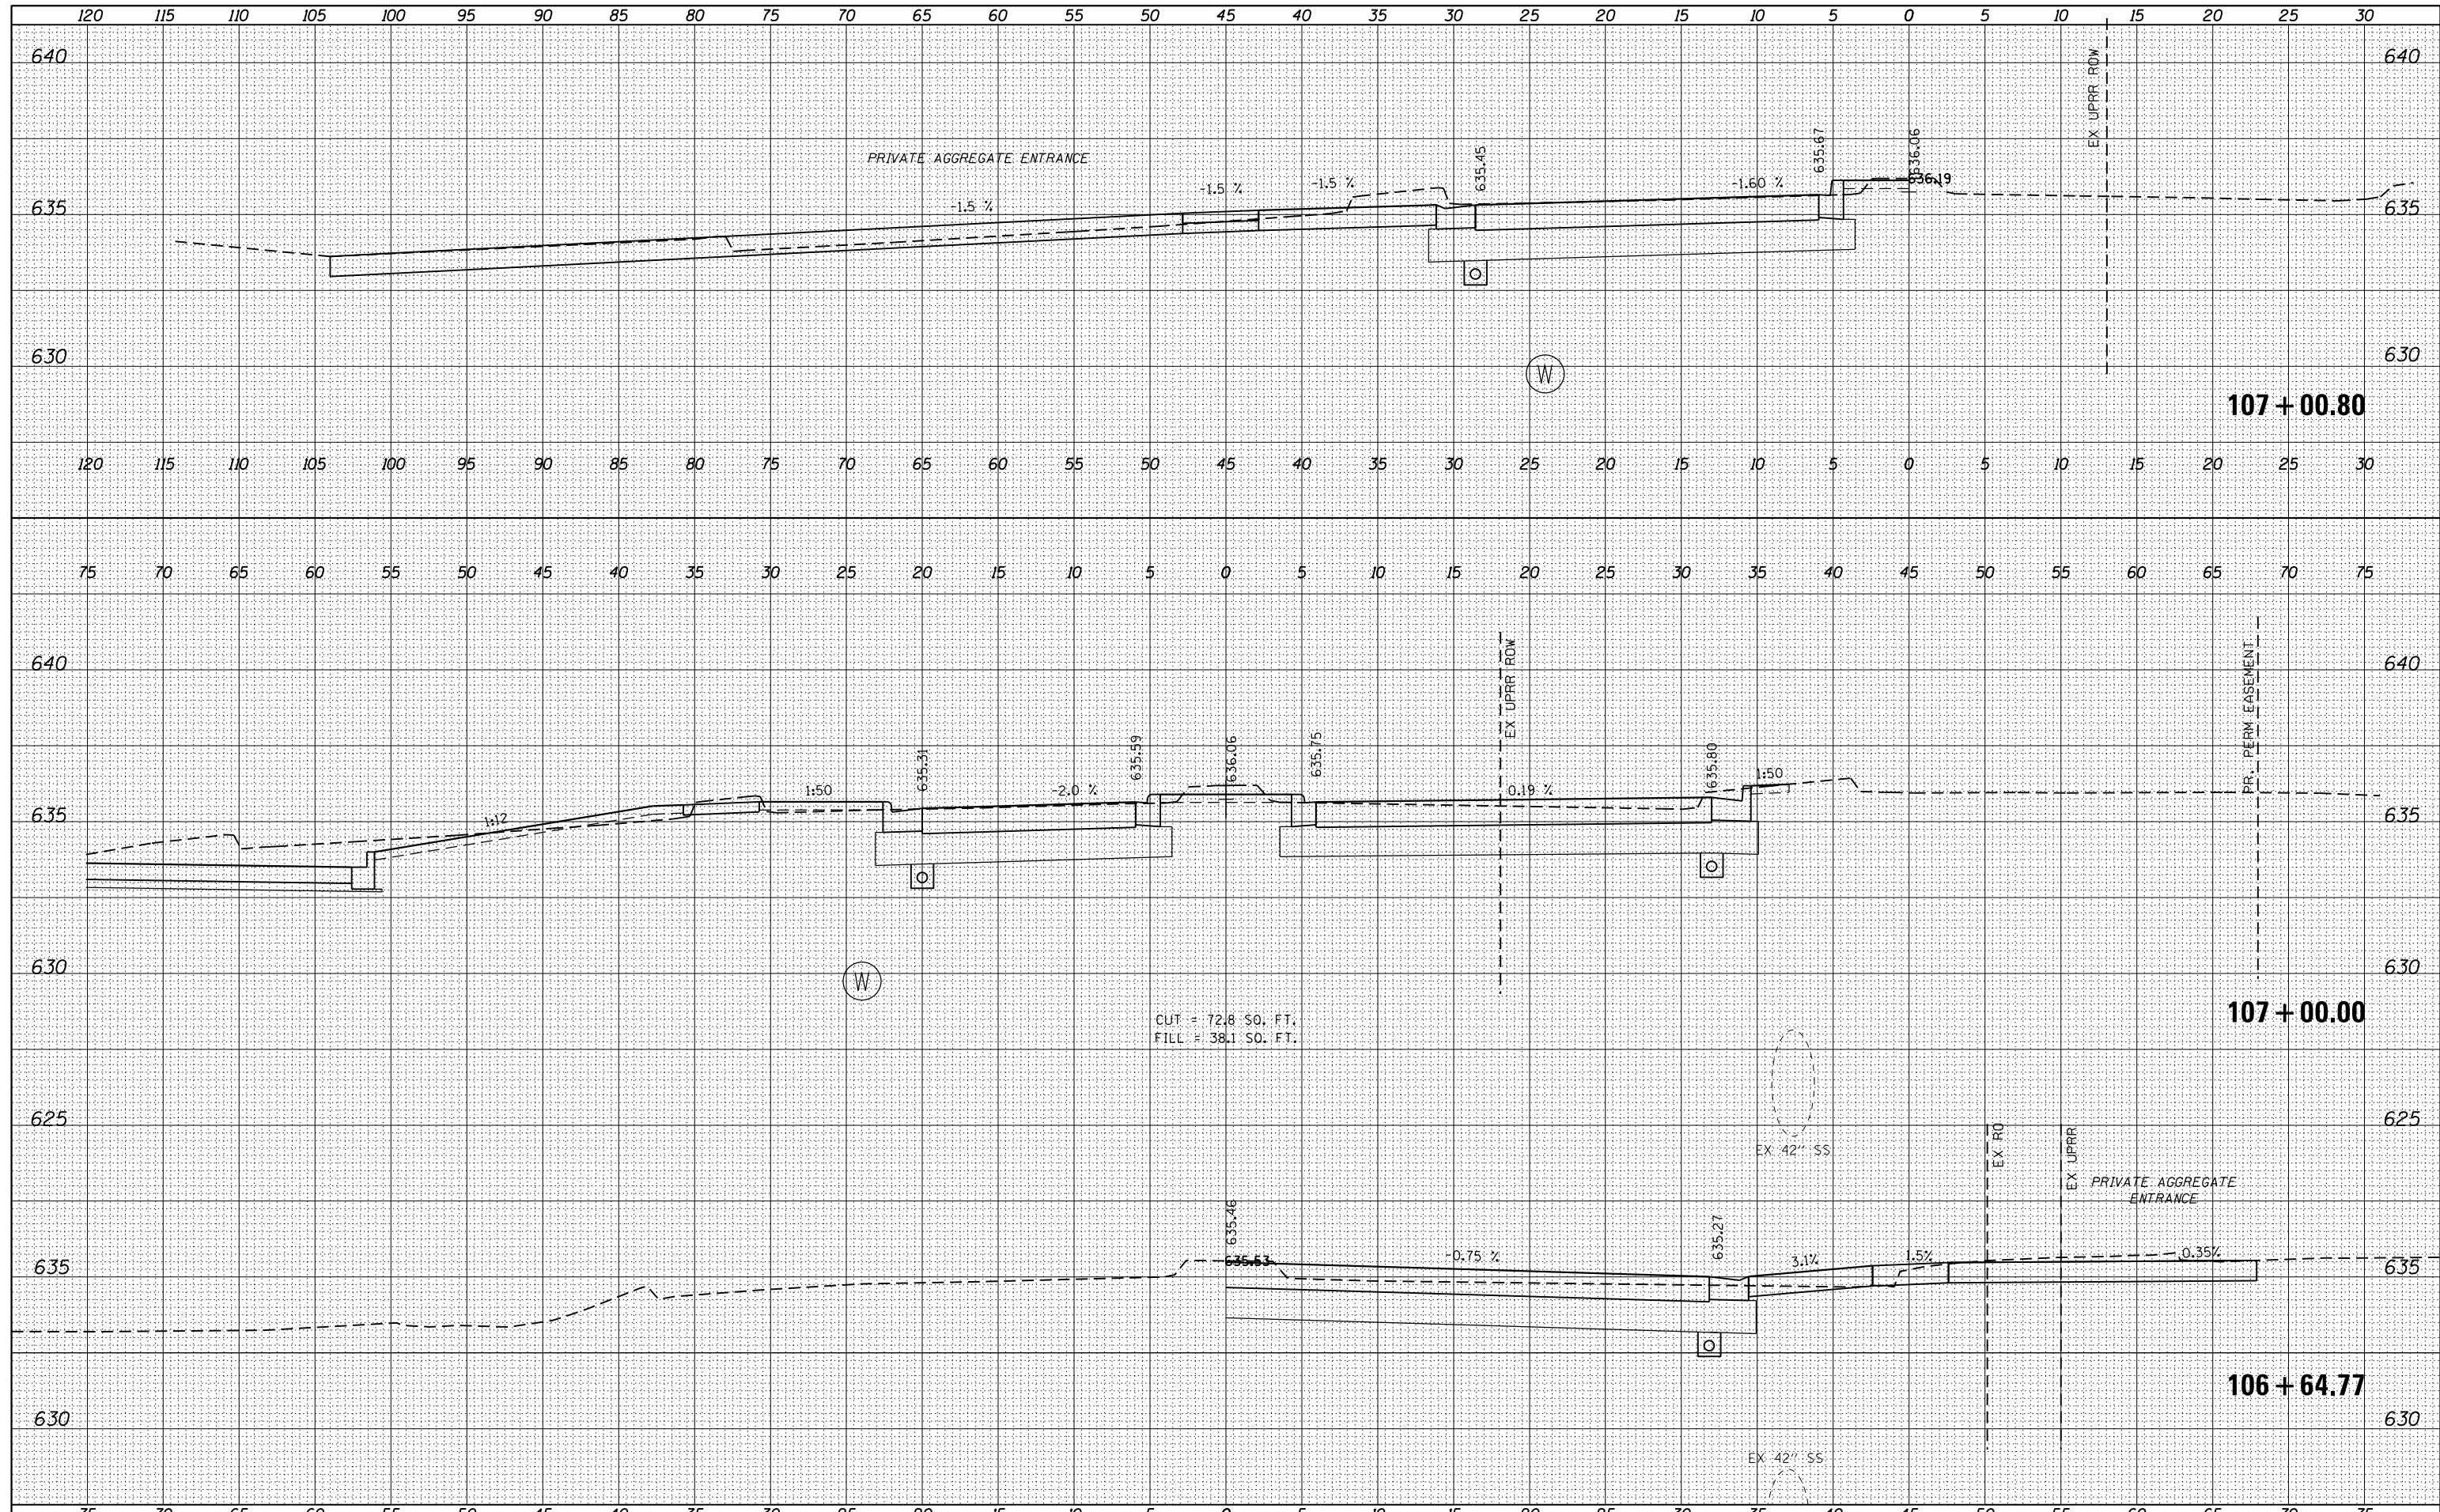 120 115 110 105 100 95 90 85 80 75 70 65 60 55 50 45 40 35 30 25 20 15 10 5 0 5 10 15 20 25 30
640 640
EX UPRR ROW
PRIVATE AGGREGATE ENTRANCE
635.45
635.67
636.06
636.19
-1.5 % -1.5 % -1.5 % -1.60 %
635 635
630 630
W
107 + 00.80
120 115 110 105 100 95 90 85 80 75 70 65 60 55 50 45 40 35 30 25 20 15 10 5 0 5 10 15 20 25 30
75 70 65 60 55 50 45 40 35 30 25 20 15 10 5 0 5 10 15 20 25 30 35 40 45 50 55 60 65 70 75
640 640
EX UPRR ROW
PR. PERM EASEMENT
635.31
635.59
636.06
635.75
635.80
1:12 1:50 -2.0 % 0.19 % 1:50
635 635
630 630
W
107 + 00.00
CUT = 72.8 SQ. FT.
FILL = 38.1 SQ. FT.
625 625
EX 42" SS
EX RO
EX UPRR
PRIVATE AGGREGATE
ENTRANCE
635.46
635.53
635.27
-0.75 % 3.1% 1.5% 0.35%
635 635
106 + 64.77
630 630
EX 42" SS